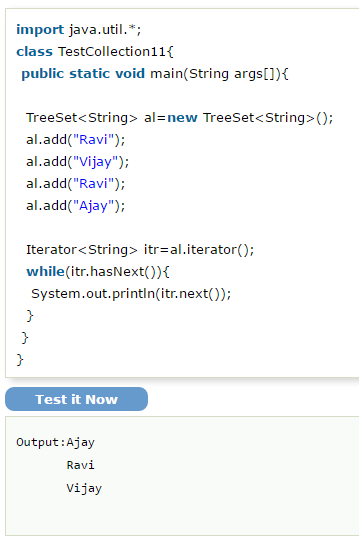 import java.util.*;
class TestCollection11{
public static void main(String args[]){
TreeSet<String> al=new TreeSet<String>();
al.add("Ravi");
al.add("Vijay");
al.add("Ravi");
al.add("Ajay");
Iterator<String> itr=al.iterator();
while(itr.hasNext()){
System.out.println(itr.next());
}
}
}
Test it Now
Output:Ajay
Ravi
Vijay